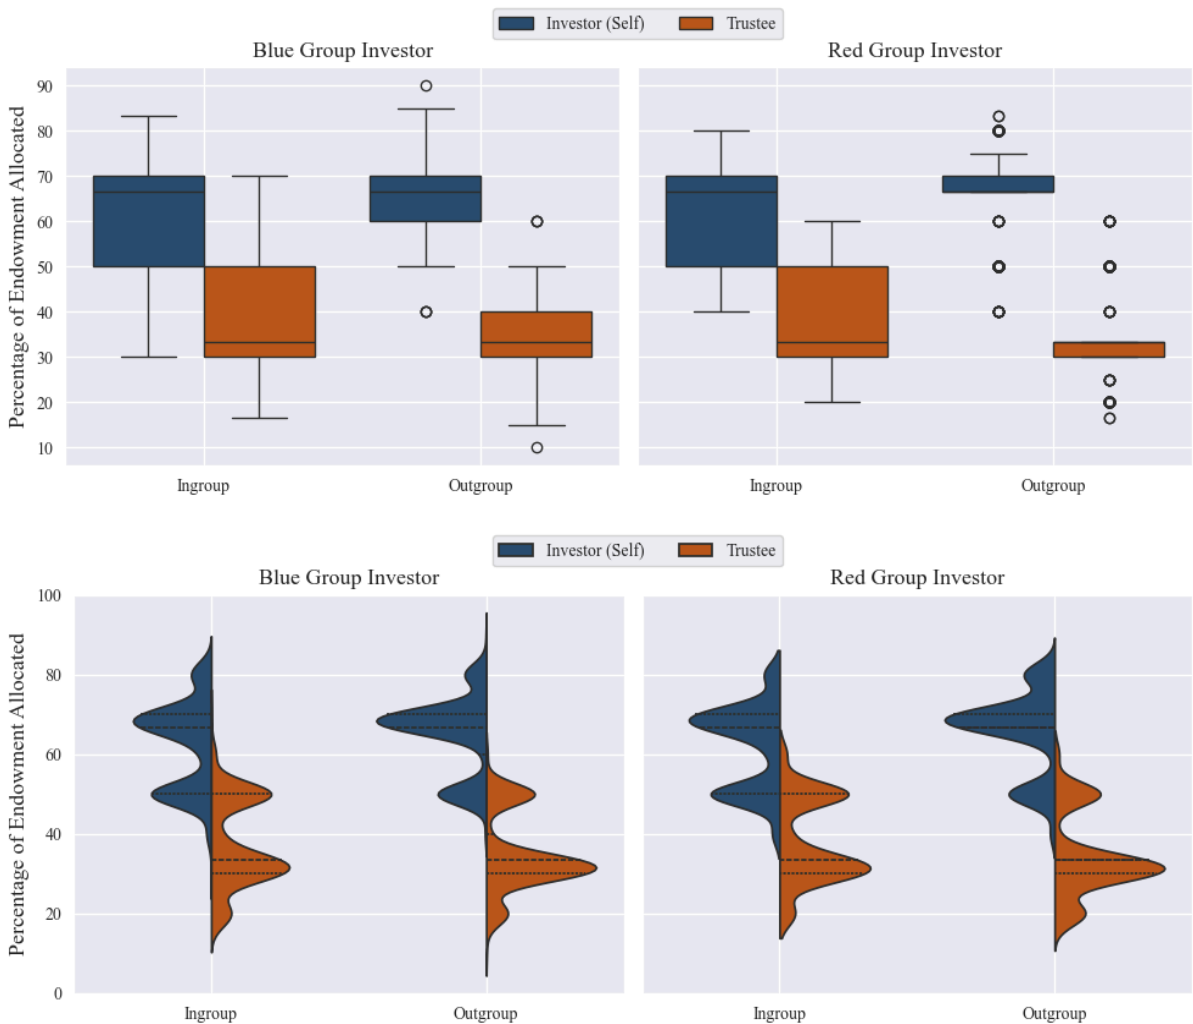 Investor (Self) Trustee
Blue Group Investor Red Group Investor
Percentage of Endowment Allocated
90
80
70
60
50
40
30
20
10
Ingroup Outgroup Ingroup Outgroup
Investor (Self) Trustee
Blue Group Investor Red Group Investor
Percentage of Endowment Allocated
100
80
60
40
20
0
Ingroup Outgroup Ingroup Outgroup